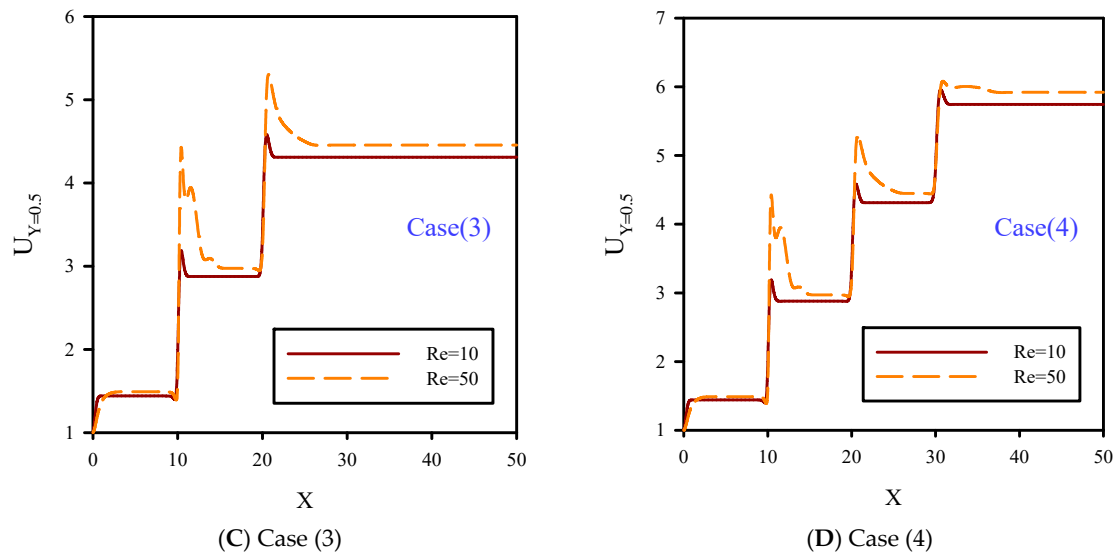 6
5
4
3
2
1
U_{Y=0.5}
Case(3)
Re=10
Re=50
0 10 20 30 40 50
X
(C) Case (3)
7
6
5
4
3
2
1
U_{Y=0.5}
Case(4)
Re=10
Re=50
0 10 20 30 40 50
X
(D) Case (4)